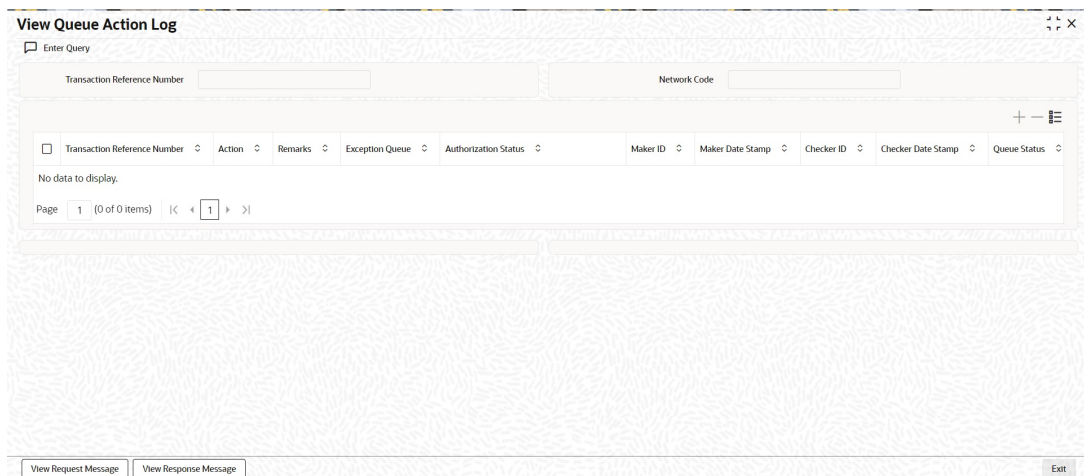 View Queue Action Log
Enter Query
Transaction Reference Number
Network Code
Transaction Reference Number Action Remarks Exception Queue Authorization Status Maker ID Maker Date Stamp Checker ID Checker Date Stamp Queue Status
No data to display.
Page 1 (0 of 0 items) 1
View Request Message View Response Message Exit